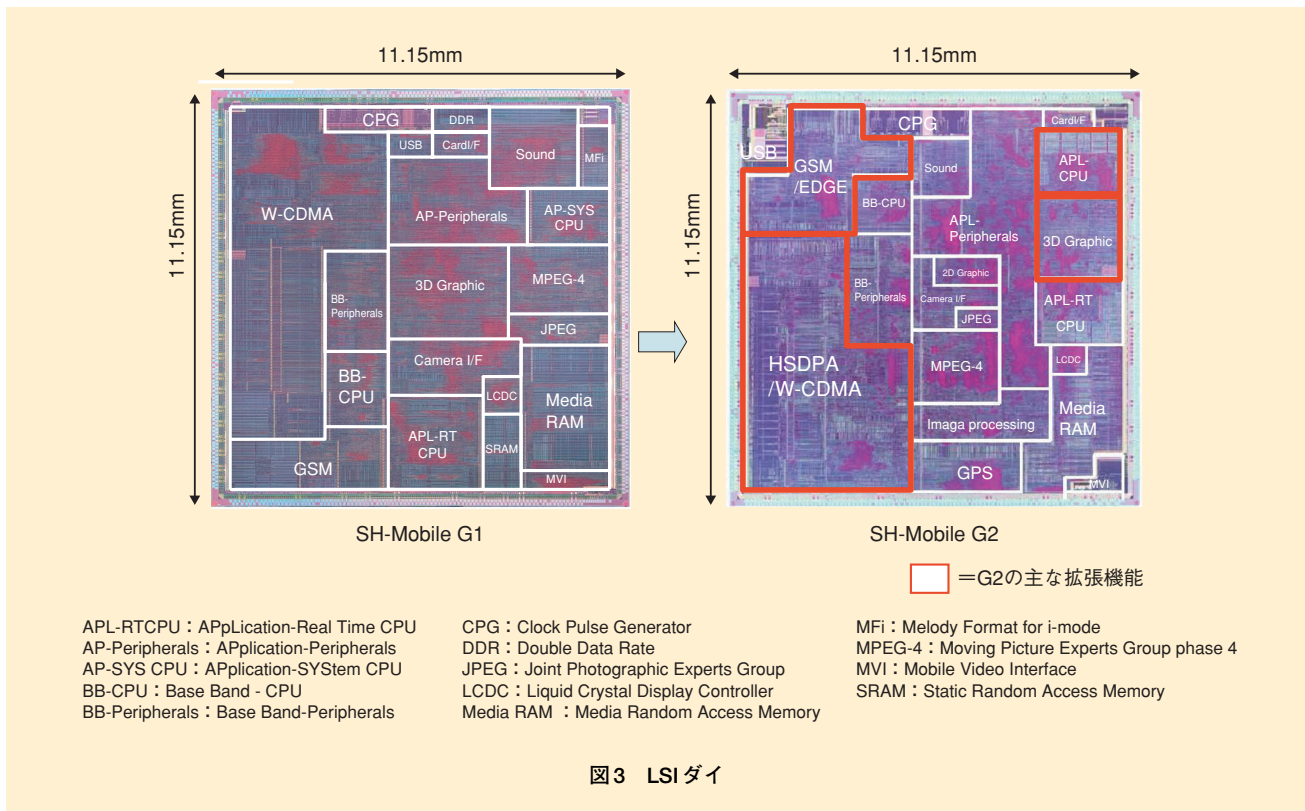 11.15mm
11.15mm
CPG
DDR
USB
CardI/F
Sound
MFi
W-CDMA
AP-Peripherals
AP-SYS
CPU
3D Graphic
MPEG-4
BB-
Peripherals
JPEG
Camera I/F
BB-
CPU
LCDC
Media
RAM
APL-RT
CPU
SRAM
GSM
MVI
SH-Mobile G1
11.15mm
11.15mm
CPG
CardI/F
USB
GSM
/EDGE
Sound
APL-
CPU
BB-CPU
APL-
Peripherals
3D Graphic
BB-
Peripherals
2D Graphic
Camera I/F
JPEG
APL-RT
CPU
HSDPA
/W-CDMA
MPEG-4
LCDC
Media
RAM
Imaga processing
GPS
MVI
SH-Mobile G2
=G2の主な拡張機能
APL-RTCPU:APpLication-Real Time CPU
AP-Peripherals:APplication-Peripherals
AP-SYS CPU:APplication-SYStem CPU
BB-CPU:Base Band - CPU
BB-Peripherals:Base Band-Peripherals
CPG:Clock Pulse Generator
DDR:Double Data Rate
JPEG:Joint Photographic Experts Group
LCDC:Liquid Crystal Display Controller
Media RAM :Media Random Access Memory
MFi:Melody Format for i-mode
MPEG-4:Moving Picture Experts Group phase 4
MVI:Mobile Video Interface
SRAM:Static Random Access Memory
図3 LSIダイ